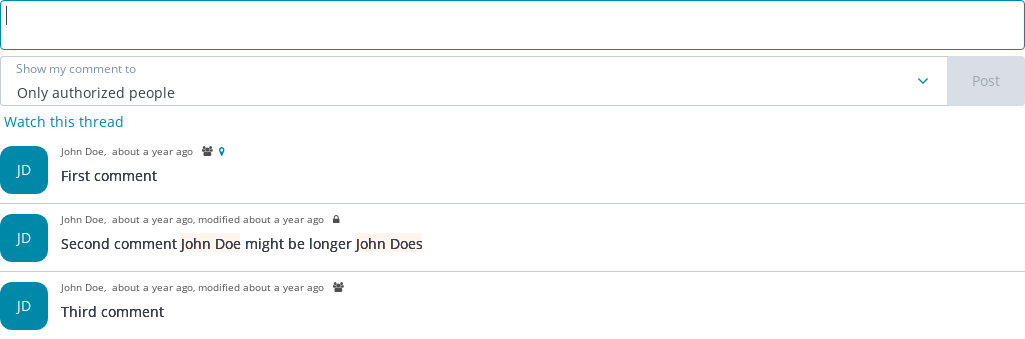 Show my comment to
Only authorized people
Post
Watch this thread
JD
John Doe, about a year ago
First comment
JD
John Doe, about a year ago, modified about a year ago
Second comment John Doe might be longer John Does
JD
John Doe, about a year ago, modified about a year ago
Third comment